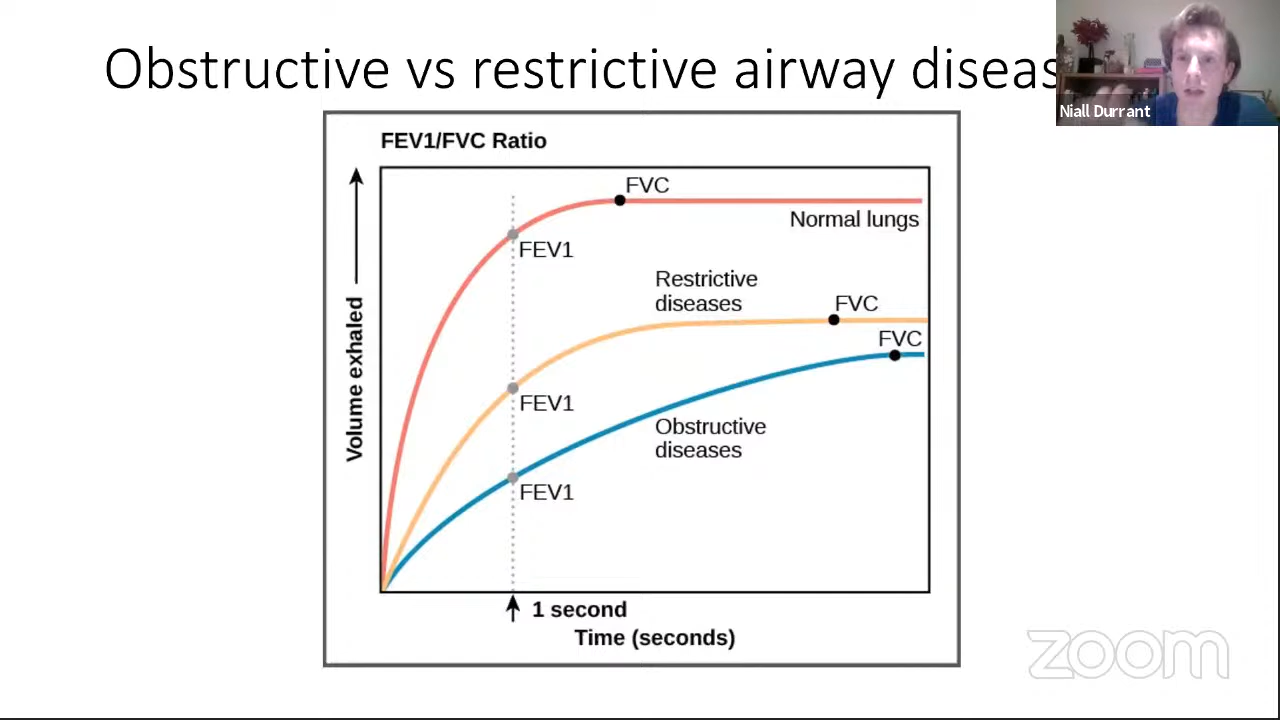 Obstructive vs restrictive airway diseas
Niall Durrant
FEV1/FVC Ratio
FVC
Normal lungs
FEV1
Restrictive
diseases
FVC
FVC
FEV1
Obstructive
diseases
FEV1
Volume exhaled
1 second
Time (seconds)
zoom